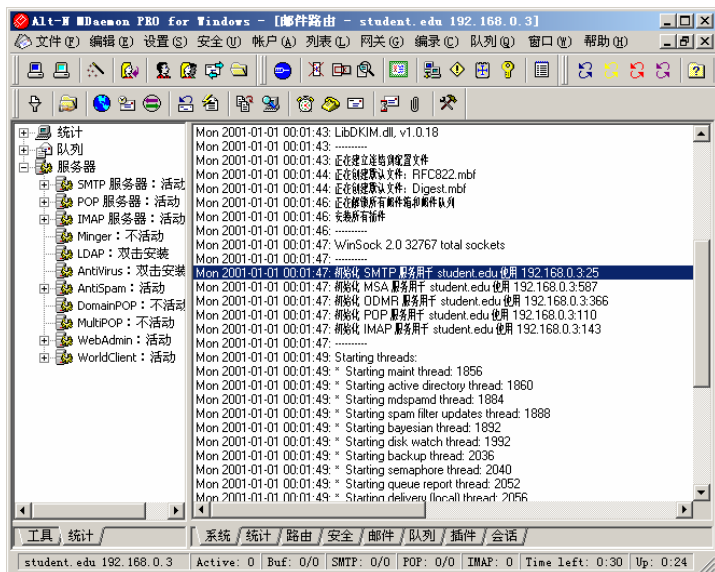 Alt-N MDaemon PRO for Windows - [邮件路由 - student.edu 192.168.0.3]
文件(F) 编辑(E) 设置(S) 安全(U) 帐户(A) 列表(L) 网关(G) 编录(C) 队列(Q) 窗口(W) 帮助(H)
统计
队列
服务器
SMTP 服务器：活动
POP 服务器：活动
IMAP 服务器：活动
Minger：不活动
LDAP：双击安装
AntiVirus：双击安装
AntiSpam：活动
DomainPOP：不活动
MultiPOP：不活动
WebAdmin：活动
WorldClient：活动
工具 统计
Mon 2001-01-01 00:01:43: LibDKIM.dll, v1.0.18
Mon 2001-01-01 00:01:43: ----------
Mon 2001-01-01 00:01:43: 正在建立连结到配置文件
Mon 2001-01-01 00:01:44: 正在创建默认文件: RFC822.mbf
Mon 2001-01-01 00:01:44: 正在创建默认文件: Digest.mbf
Mon 2001-01-01 00:01:46: 正在解锁所有邮件箱和邮件队列
Mon 2001-01-01 00:01:46: 安装所有插件
Mon 2001-01-01 00:01:46: ----------
Mon 2001-01-01 00:01:47: WinSock 2.0 32767 total sockets
Mon 2001-01-01 00:01:47: ----------
Mon 2001-01-01 00:01:47: 初始化 SMTP 服务用于 student.edu 使用 192.168.0.3:25
Mon 2001-01-01 00:01:47: 初始化 MSA 服务用于 student.edu 使用 192.168.0.3:587
Mon 2001-01-01 00:01:47: 初始化 ODMR 服务用于 student.edu 使用 192.168.0.3:366
Mon 2001-01-01 00:01:47: 初始化 POP 服务用于 student.edu 使用 192.168.0.3:110
Mon 2001-01-01 00:01:47: 初始化 IMAP 服务用于 student.edu 使用 192.168.0.3:143
Mon 2001-01-01 00:01:47: ----------
Mon 2001-01-01 00:01:49: Starting threads:
Mon 2001-01-01 00:01:49: * Starting maint thread: 1856
Mon 2001-01-01 00:01:49: * Starting active directory thread: 1860
Mon 2001-01-01 00:01:49: * Starting mdspamd thread: 1884
Mon 2001-01-01 00:01:49: * Starting spam filter updates thread: 1888
Mon 2001-01-01 00:01:49: * Starting bayesian thread: 1892
Mon 2001-01-01 00:01:49: * Starting disk watch thread: 1992
Mon 2001-01-01 00:01:49: * Starting backup thread: 2036
Mon 2001-01-01 00:01:49: * Starting semaphore thread: 2040
Mon 2001-01-01 00:01:49: * Starting queue report thread: 2052
Mon 2001-01-01 00:01:49: * Starting delivery (local) thread: 2056
系统 统计 路由 安全 邮件 队列 插件 会话
student.edu 192.168.0.3 Active: 0 Buf: 0/0 SMTP: 0/0 POP: 0/0 IMAP: 0 Time left: 0:30 Up: 0:24